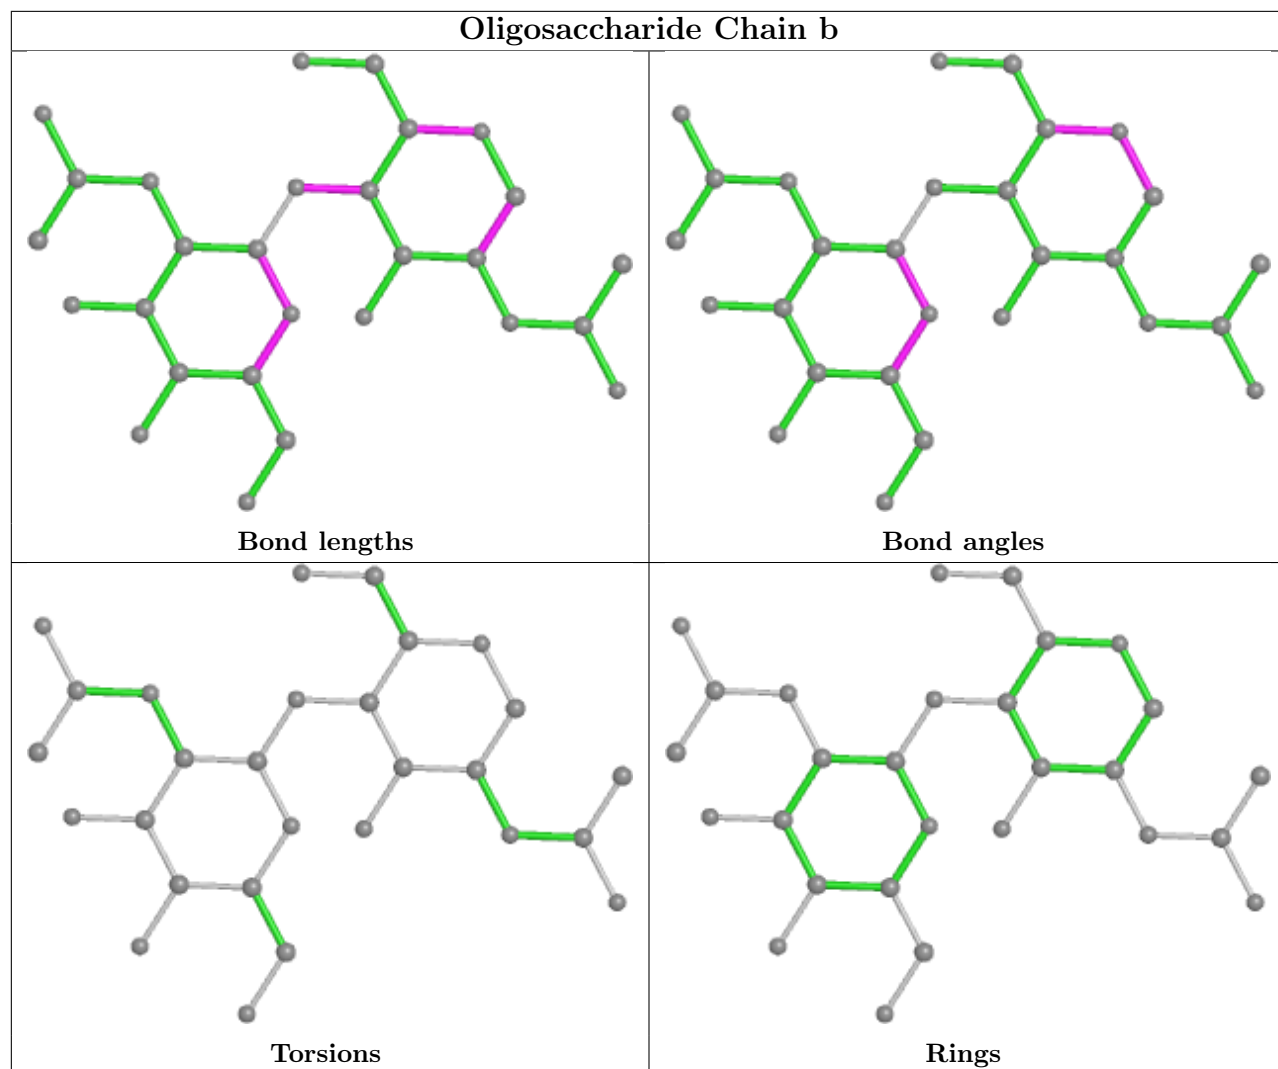 Oligosaccharide Chain b
Bond lengths
Bond angles
Torsions
Rings